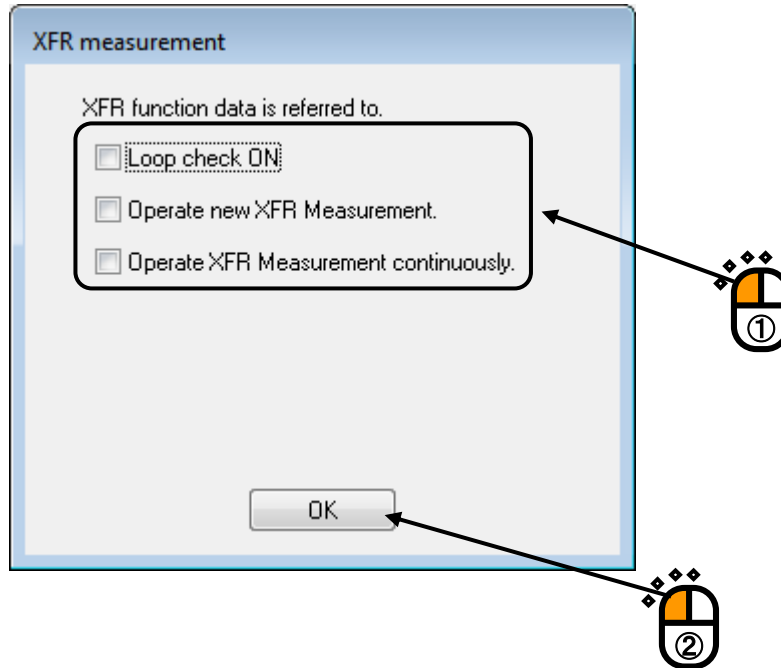 XFR measurement
XFR function data is referred to.
Loop check ON
Operate new XFR Measurement.
①
Operate XFR Measurement continuously.
OK
②